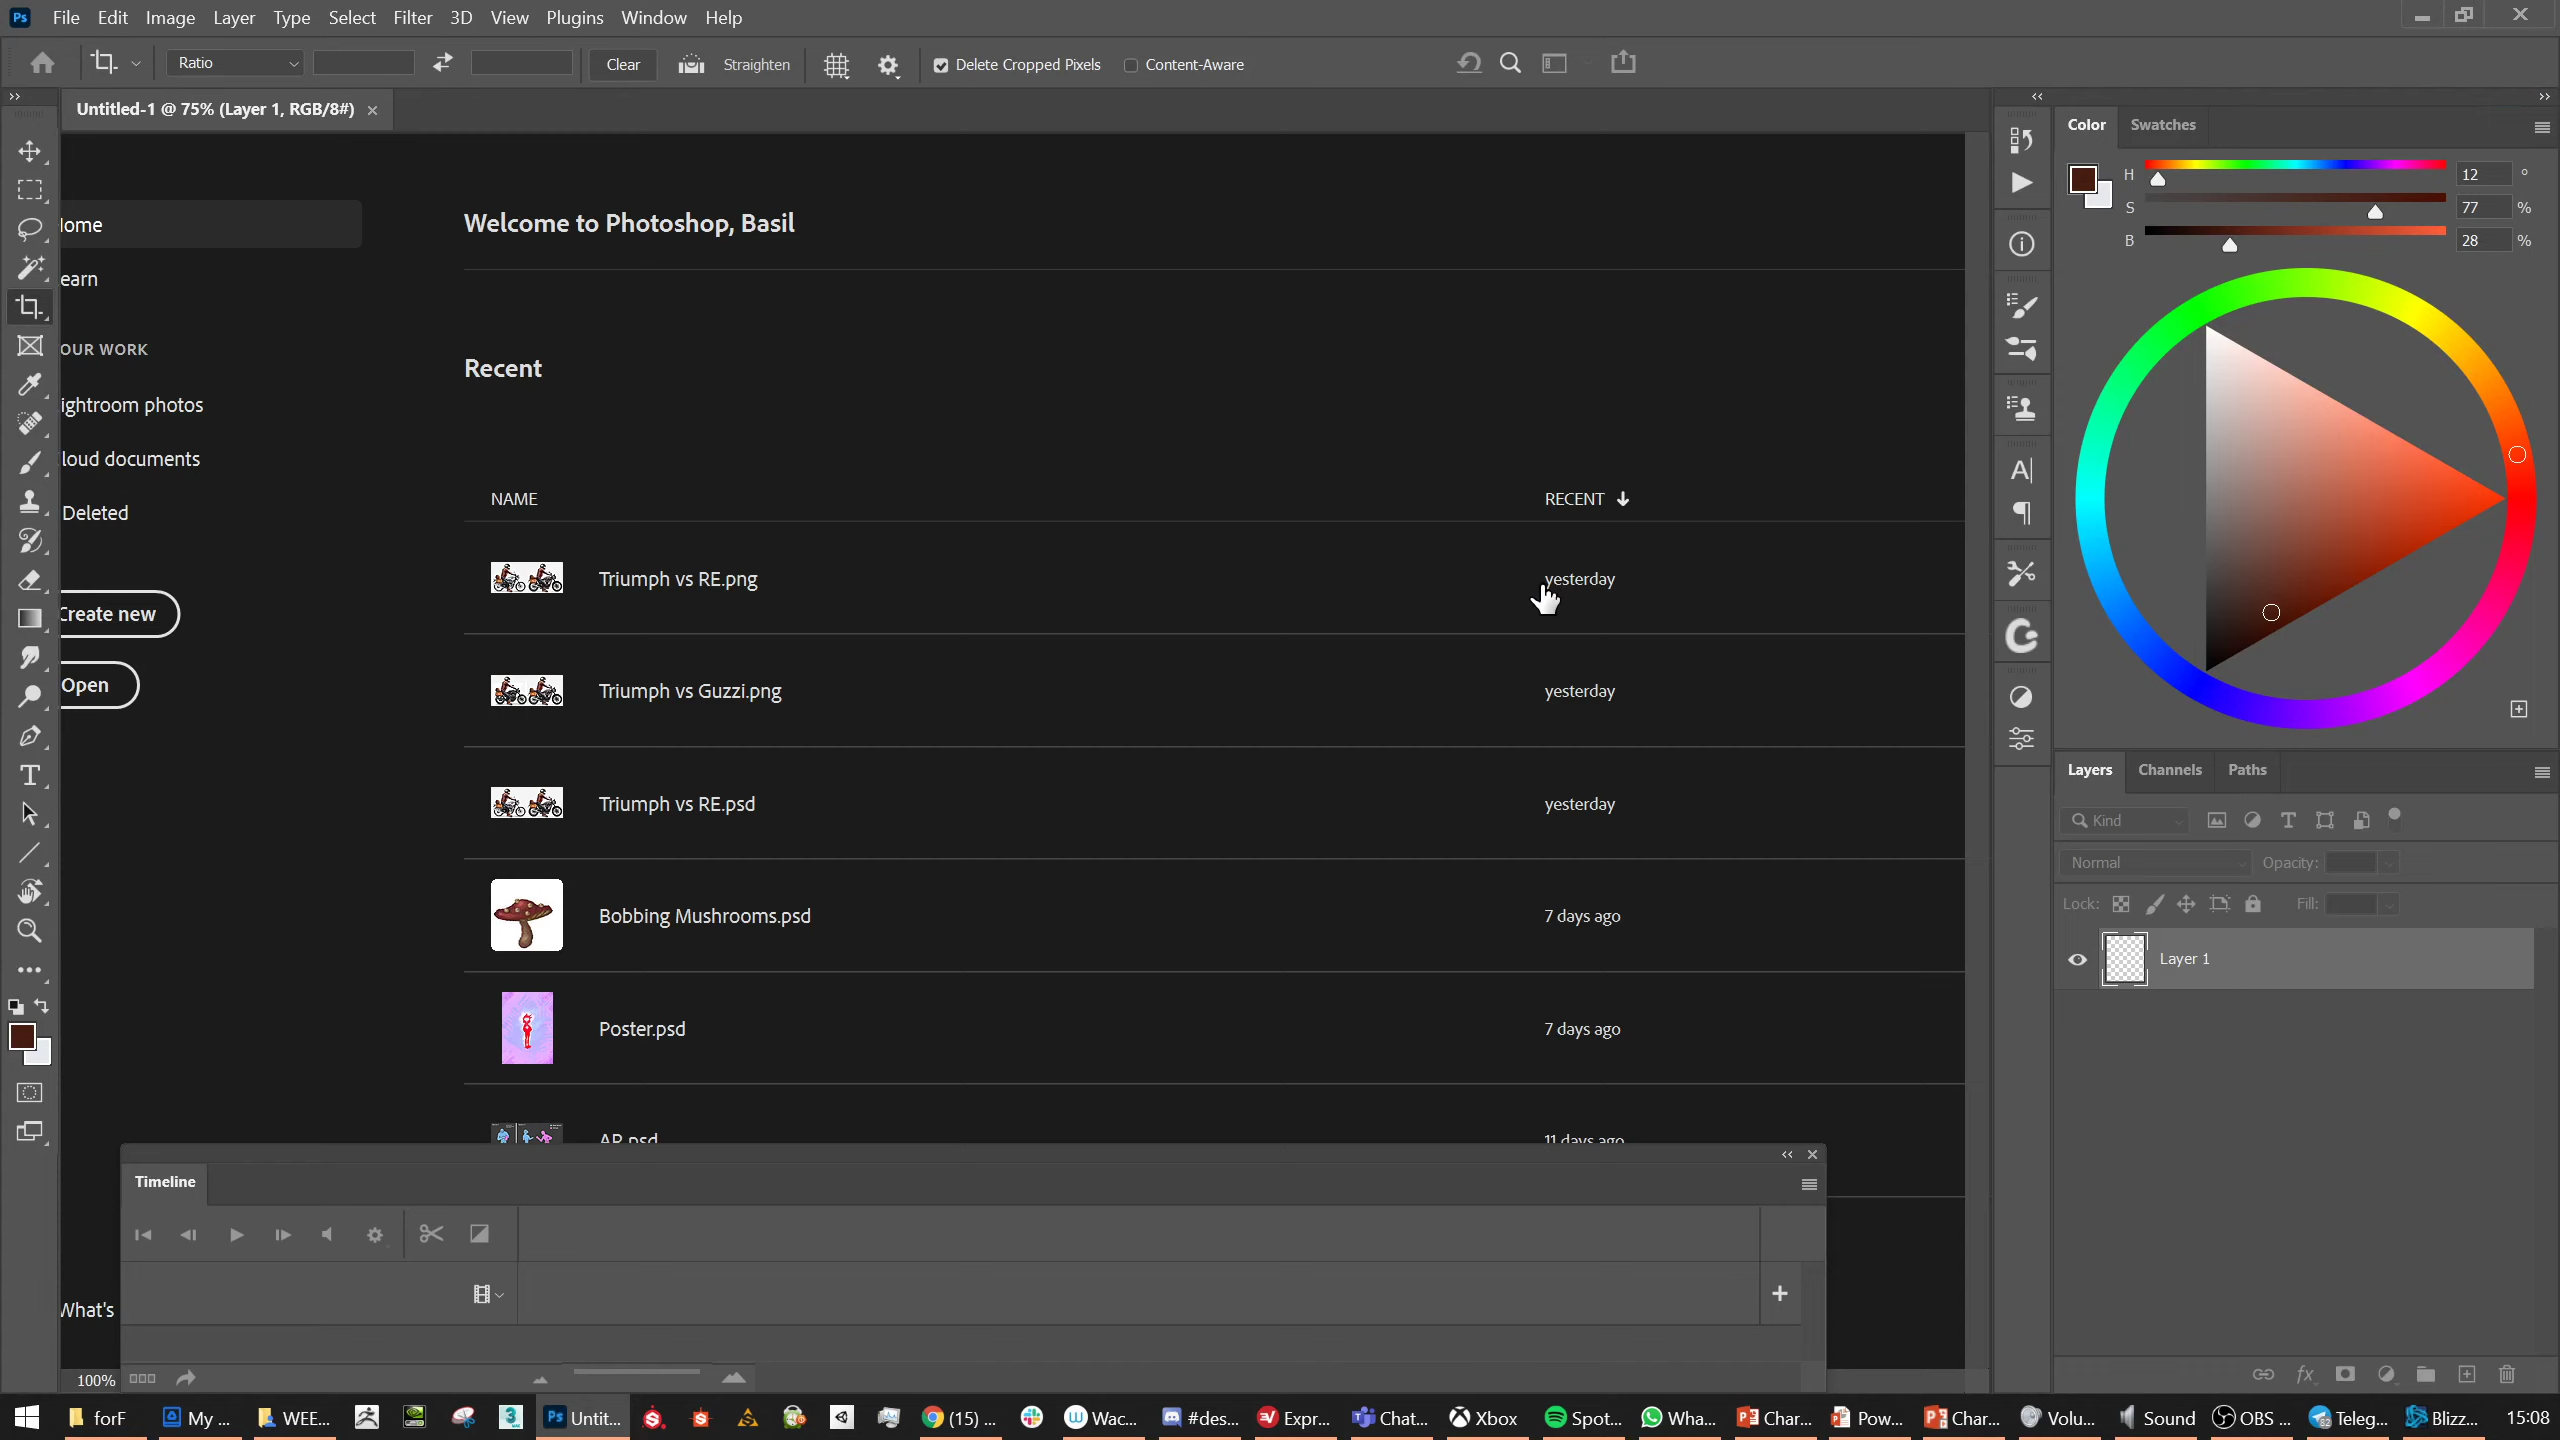 Ps File Edit Image Layer Type Select Filter 3D View Plugins Window Help
Ratio Clear Straighten Delete Cropped Pixels Content-Aware
Untitled-1 @ 75% (Layer 1, RGB/8#)
Color Swatches
H 12 °
S 77 %
B 28 %
ome
earn
OUR WORK
ightroom photos
loud documents
Deleted
Create new
Open
What's
Welcome to Photoshop, Basil
Recent
NAME RECENT
Triumph vs RE.png yesterday
Triumph vs Guzzi.png yesterday
Triumph vs RE.psd yesterday
Bobbing Mushrooms.psd 7 days ago
Poster.psd 7 days ago
AR.psd 11 days ago
Timeline
100%
Layers Channels Paths
Kind
Normal Opacity:
Lock: Fill:
Layer 1
forF My ... WEE... Ps Untit... (15) ... Wac... #des... Expr... Chat... Xbox Spot... Wha... Char... Pow... Char... Volu... Sound OBS ... Teleg... Blizz... 15:08